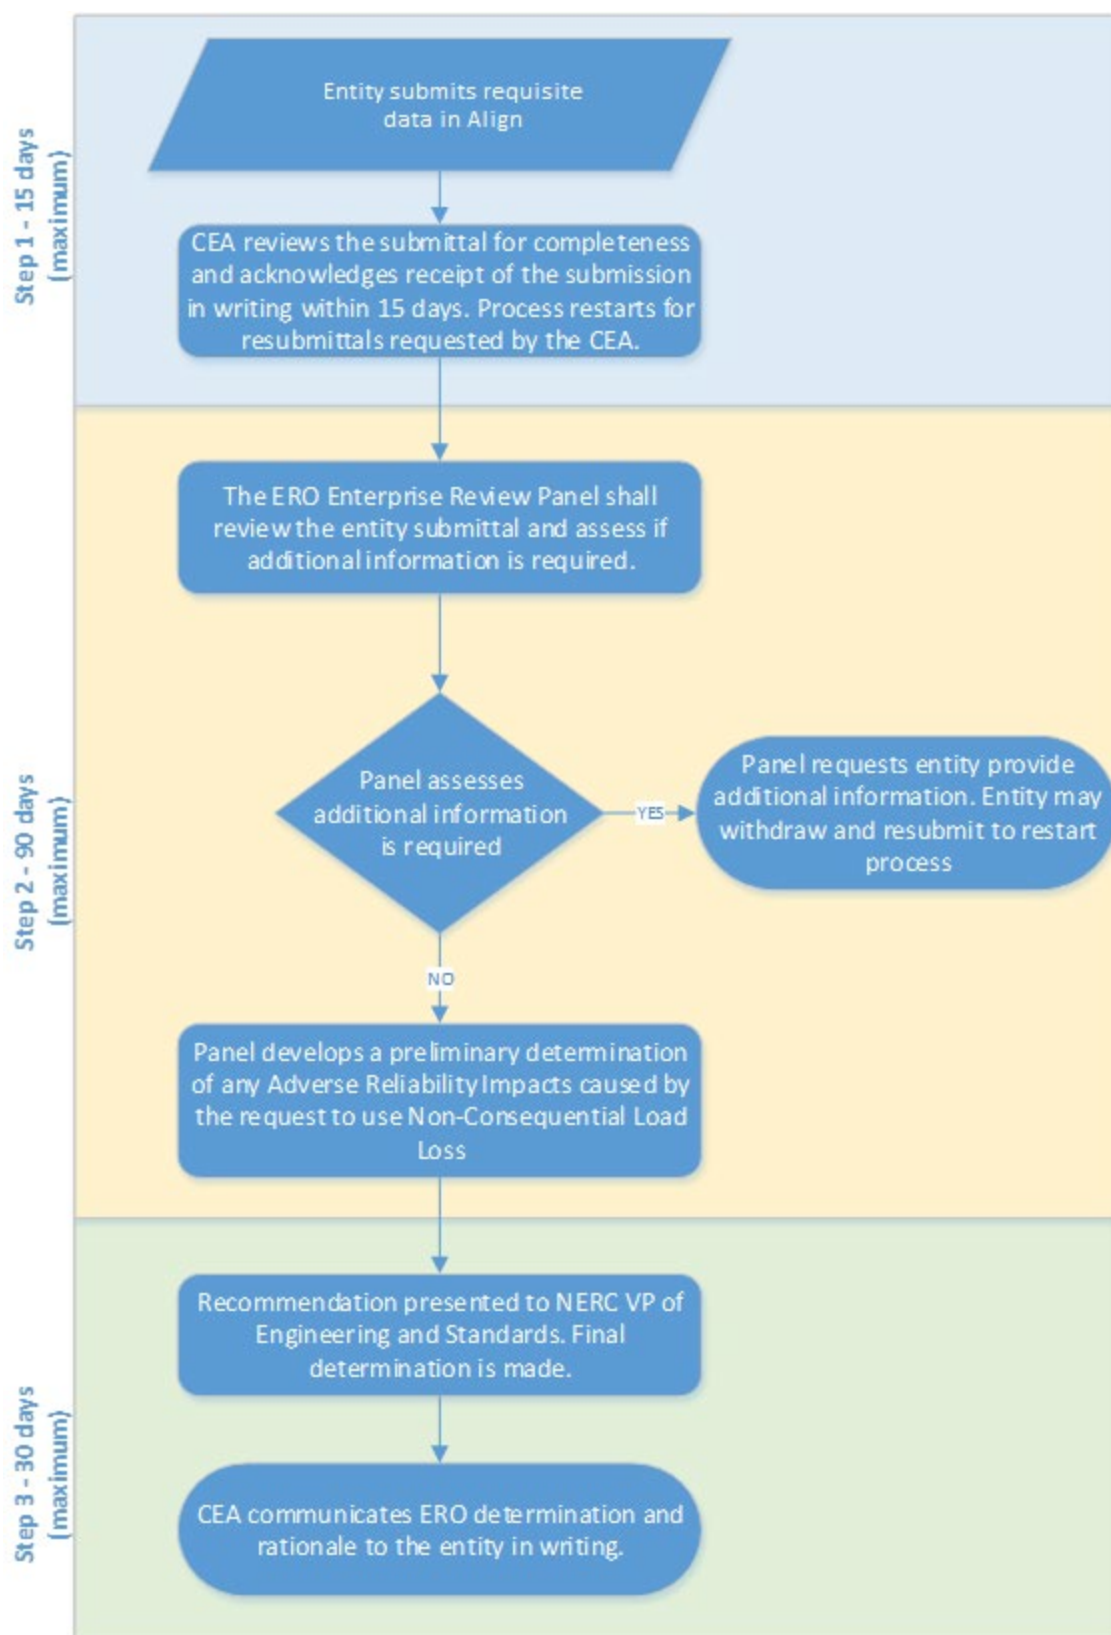 Step 1 - 15 days
(maximum)
Entity submits requisite
data in Align
CEA reviews the submittal for completeness
and acknowledges receipt of the submission
in writing within 15 days. Process restarts for
resubmittals requested by the CEA.
Step 2 - 90 days
(maximum)
The ERO Enterprise Review Panel shall
review the entity submittal and assess if
additional information is required.
Panel assesses
additional information
is required
YES
Panel requests entity provide
additional information. Entity may
withdraw and resubmit to restart
process
NO
Panel develops a preliminary determination
of any Adverse Reliability Impacts caused by
the request to use Non-Consequential Load
Loss
Step 3 - 30 days
(maximum)
Recommendation presented to NERC VP of
Engineering and Standards. Final
determination is made.
CEA communicates ERO determination and
rationale to the entity in writing.